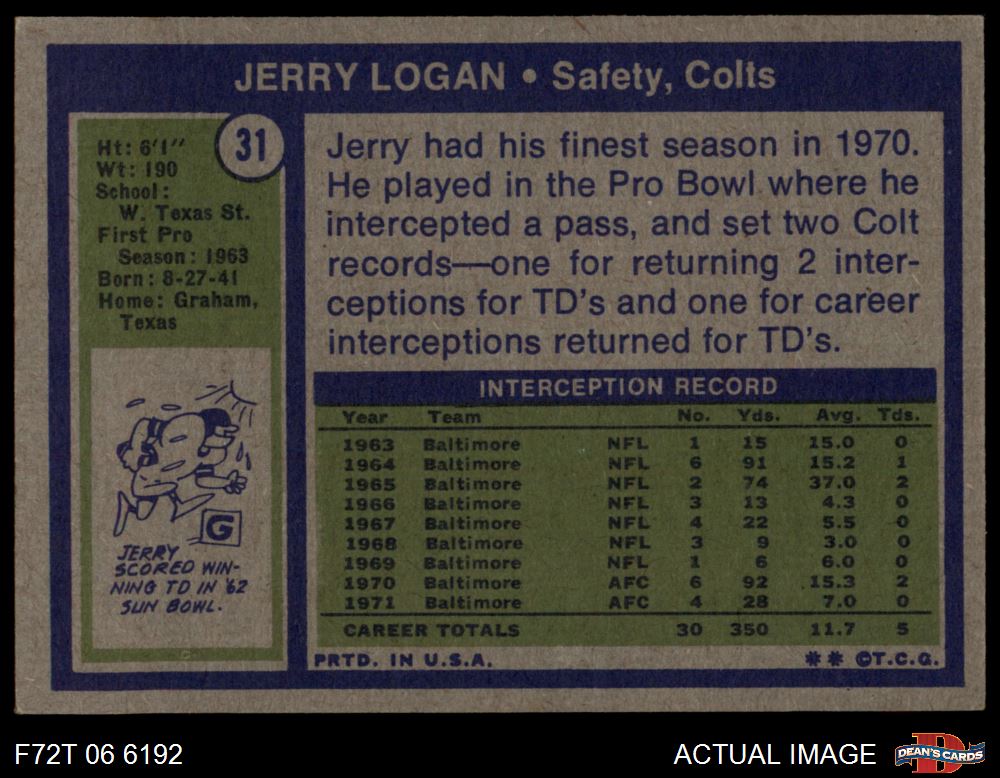 JERRY LOGAN • Safety, Colts
31
Ht: 6'1"
Wt: 190
School:
W. Texas St.
First Pro
Season: 1963
Born: 8-27-41
Home: Graham,
Texas
G
JERRY
SCORED WIN-
NING TD IN '62
SUN BOWL.
Jerry had his finest season in 1970.
He played in the Pro Bowl where he
intercepted a pass, and set two Colt
records—one for returning 2 inter-
ceptions for TD's and one for career
interceptions returned for TD's.
INTERCEPTION RECORD
Year Team No. Yds. Avg. Tds.
1963 Baltimore NFL 1 15 15.0 0
1964 Baltimore NFL 6 91 15.2 1
1965 Baltimore NFL 2 74 37.0 2
1966 Baltimore NFL 3 13 4.3 0
1967 Baltimore NFL 4 22 5.5 0
1968 Baltimore NFL 3 9 3.0 0
1969 Baltimore NFL 1 6 6.0 0
1970 Baltimore AFC 6 92 15.3 2
1971 Baltimore AFC 4 28 7.0 0
CAREER TOTALS 30 350 11.7 5
PRTD. IN U.S.A. ** ©T.C.G.
F72T 06 6192 ACTUAL IMAGE
DEAN'S CARDS